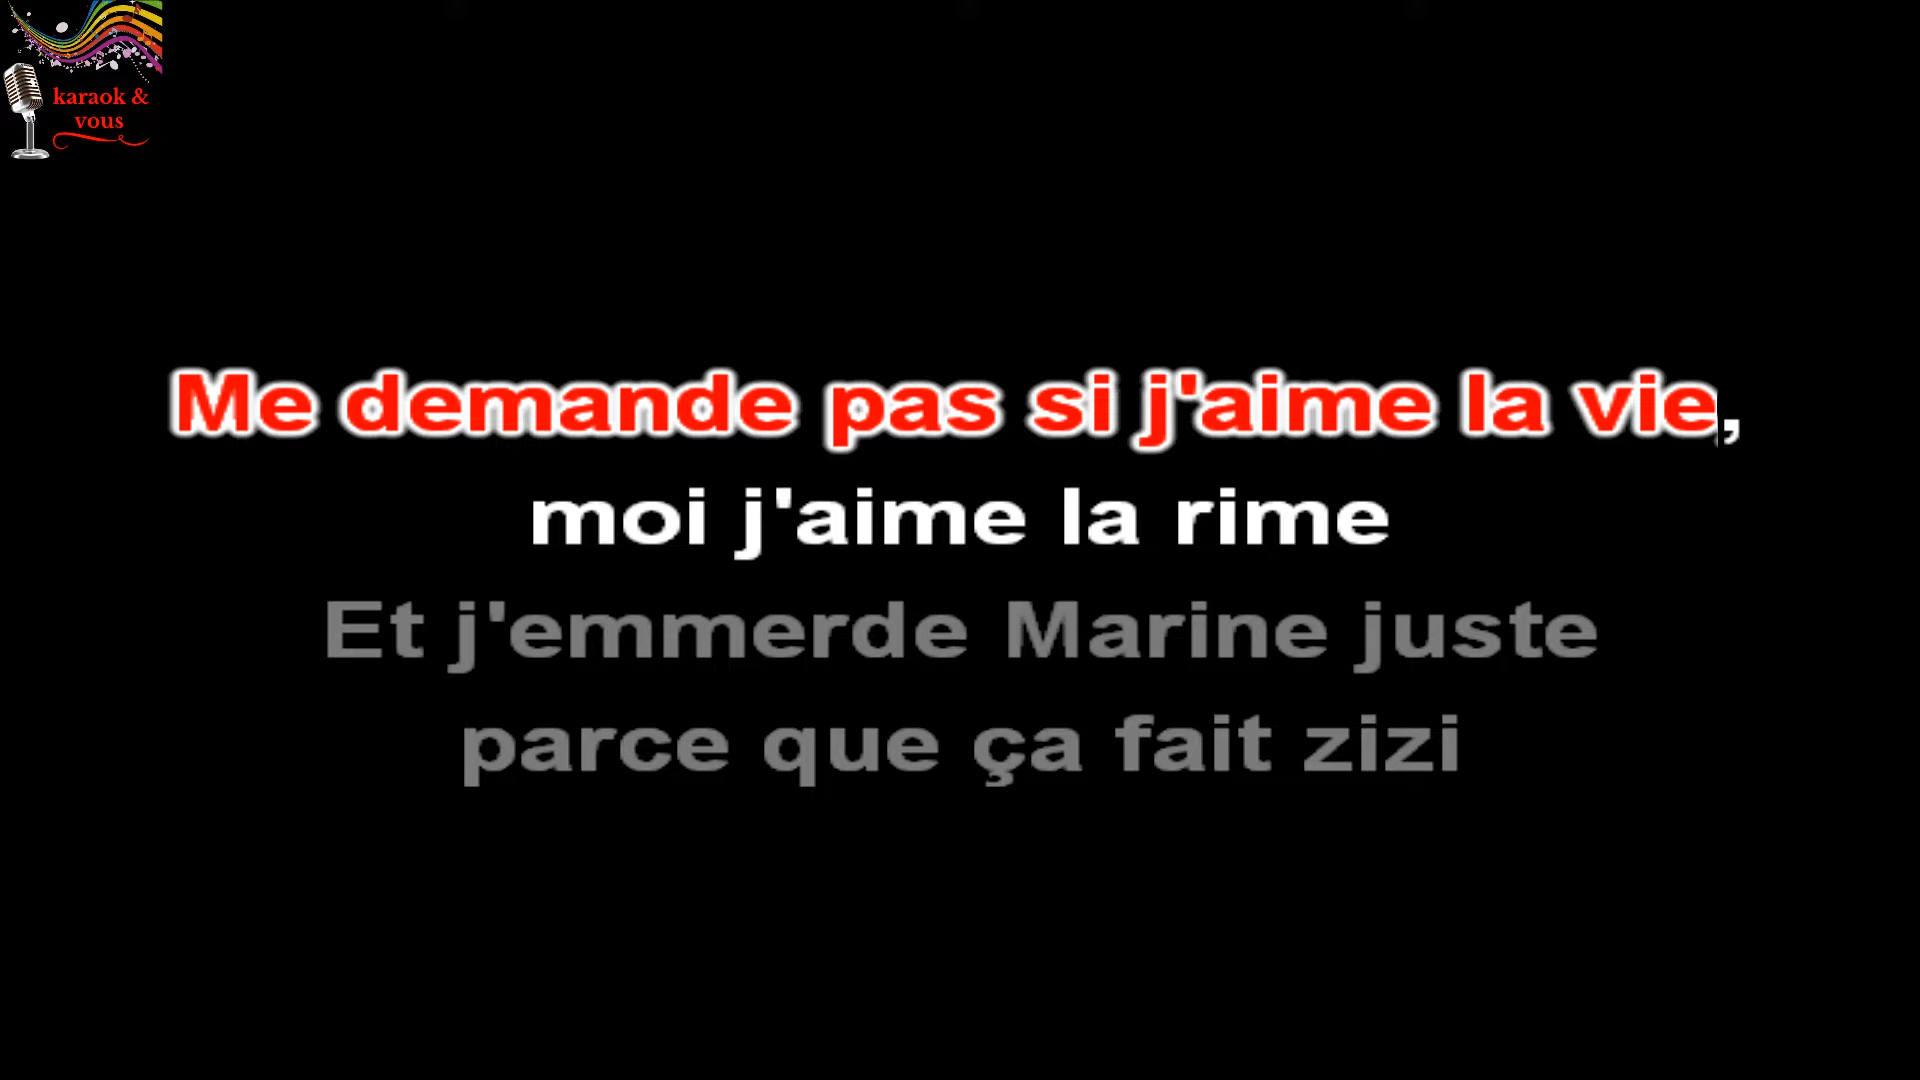 karaok &
vous
Me demande pas si j'aime la vie,
moi j'aime la rime
Et j'emmerde Marine juste
parce que ça fait zizi